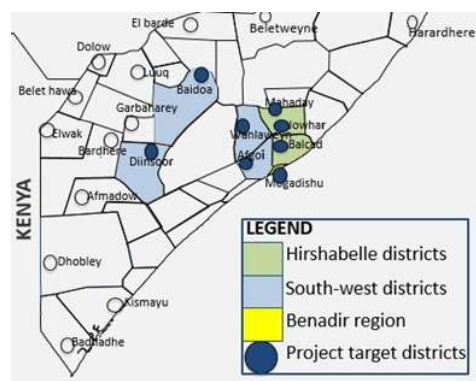 El barde
Beletweyne
Harardhere
Dolow
Luuq
Baidoa
Belet hawa
Garbaharey
Mahaday
Jowhar
Wanlaweyn
Elwak
Bardhere
Balcad
Diinsoor
Afgoi
Mogadishu
Afmadow
KENYA
Dhobley
Kismayu
Badhadhe
LEGEND
Hirshabelle districts
South-west districts
Benadir region
Project target districts